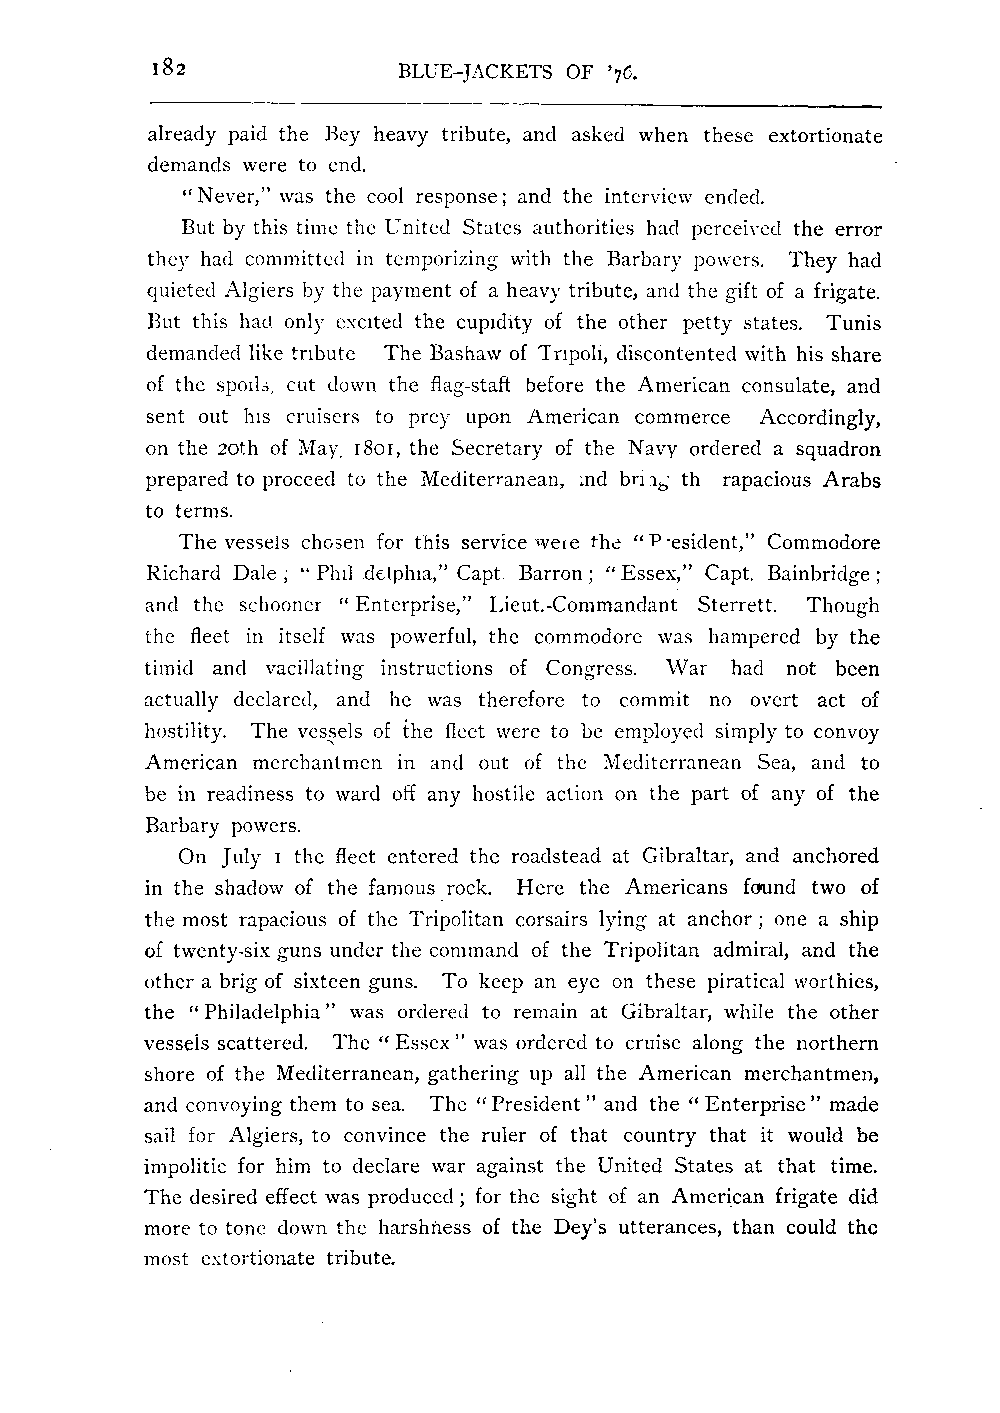 182 BLUE-JACKETS OF '76.
already paid the Bey heavy tribute, and asked when these extortionate
demands were to end.
"Never," was the cool response; and the interview ended.
But by this time the United States authorities had perceived the error
they had committed in temporizing with the Barbary powers. They had
quieted Algiers by the payment of a heavy tribute, and the gift of a frigate.
But this had only excited the cupidity of the other petty states. Tunis
demanded like tribute The Bashaw of Tripoli, discontented with his share
of the spoils, cut down the flag-staff before the American consulate, and
sent out his cruisers to prey upon American commerce Accordingly,
on the 20th of May, 1801, the Secretary of the Navy ordered a squadron
prepared to proceed to the Mediterranean, and bring th rapacious Arabs
to terms.
The vessels chosen for this service were the "President," Commodore
Richard Dale; "Philadelphia," Capt. Barron; "Essex," Capt. Bainbridge;
and the schooner "Enterprise," Lieut.-Commandant Sterrett. Though
the fleet in itself was powerful, the commodore was hampered by the
timid and vacillating instructions of Congress. War had not been
actually declared, and he was therefore to commit no overt act of
hostility. The vessels of the fleet were to be employed simply to convoy
American merchantmen in and out of the Mediterranean Sea, and to
be in readiness to ward off any hostile action on the part of any of the
Barbary powers.
On July 1 the fleet entered the roadstead at Gibraltar, and anchored
in the shadow of the famous rock. Here the Americans found two of
the most rapacious of the Tripolitan corsairs lying at anchor; one a ship
of twenty-six guns under the command of the Tripolitan admiral, and the
other a brig of sixteen guns. To keep an eye on these piratical worthies,
the "Philadelphia" was ordered to remain at Gibraltar, while the other
vessels scattered. The "Essex" was ordered to cruise along the northern
shore of the Mediterranean, gathering up all the American merchantmen,
and convoying them to sea. The "President" and the "Enterprise" made
sail for Algiers, to convince the ruler of that country that it would be
impolitic for him to declare war against the United States at that time.
The desired effect was produced; for the sight of an American frigate did
more to tone down the harshness of the Dey's utterances, than could the
most extortionate tribute.